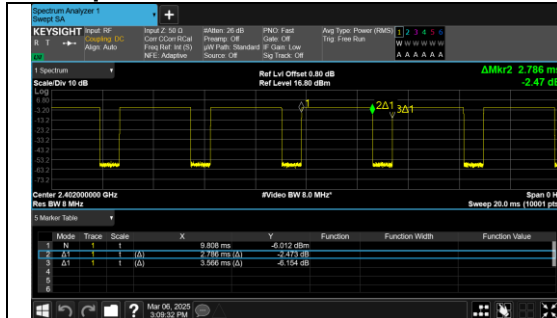 Spectrum Analyzer 1
Swept SA
+
KEYSIGHT Input: RF Input Z: 50 Ω #Atten: 26 dB PNO: Fast Avg Type: Power (RMS) 1 2 3 4 5 6
R T Coupling: DC Corr CCorr RCal Preamp: Off Gate: Off Trig: Free Run W W W W W W
Align: Auto Freq Ref: Int (S) µW Path: Standard IF Gain: Low A A A A A A
NFE: Adaptive Source: Off Sig Track: Off
1 Spectrum Ref Lvl Offset 0.80 dB ΔMkr2 2.786 ms
Scale/Div 10 dB Ref Level 16.80 dBm -2.47 dB
Log
6.80
-3.20
-13.2
-23.2
-33.2
-43.2
-53.2
-63.2
-73.2
1 2Δ1 3Δ1
Center 2.402000000 GHz #Video BW 8.0 MHz* Span 0 H
Res BW 8 MHz Sweep 20.0 ms (10001 pts
5 Marker Table
Mode Trace Scale X Y Function Function Width Function Value
1 N 1 t 9.808 ms -6.012 dBm
2 Δ1 1 t (Δ) 2.786 ms (Δ) -2.473 dB
3 Δ1 1 t (Δ) 3.566 ms (Δ) -6.154 dB
4
5
6
? Mar 06, 2025
3:09:32 PM